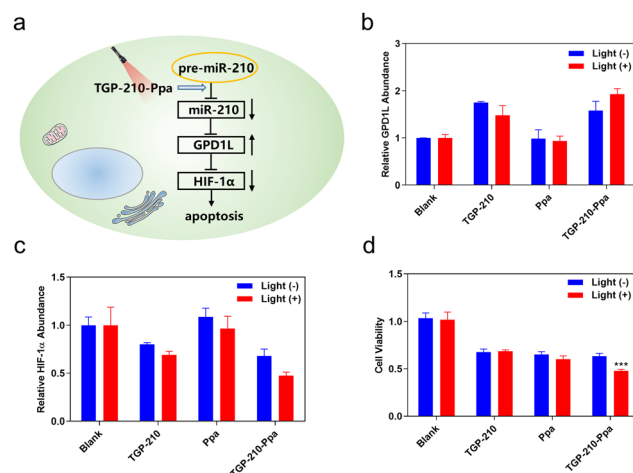 a
pre-miR-210
TGP-210-Ppa
miR-210
GPD1L
HIF-1α
apoptosis
b
Relative GPD1L Abundance
3
2
1
0
Light (-)
Light (+)
Blank
TGP-210
Ppa
TGP-210-Ppa
c
Relative HIF-1α Abundance
1.5
1.0
0.5
0.0
Light (-)
Light (+)
Blank
TGP-210
Ppa
TGP-210-Ppa
d
Cell Viability
1.5
1.0
0.5
0.0
Light (-)
Light (+)
***
Blank
TGP-210
Ppa
TGP-210-Ppa